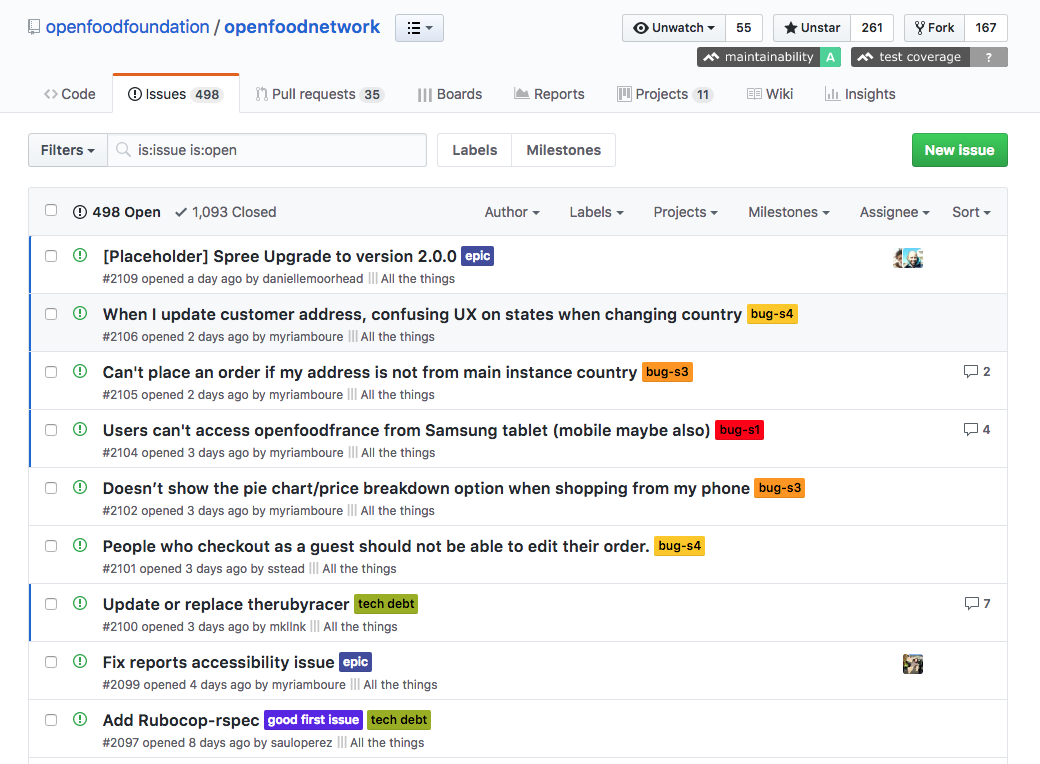 openfoodfoundation / openfoodnetwork
Unwatch 55 Unstar 261 Fork 167
maintainability A test coverage ?
Code Issues 498 Pull requests 35 Boards Reports Projects 11 Wiki Insights
Filters is:issue is:open Labels Milestones New issue
498 Open 1,093 Closed Author Labels Projects Milestones Assignee Sort
[Placeholder] Spree Upgrade to version 2.0.0 epic
#2109 opened a day ago by daniellemoorhead All the things
When I update customer address, confusing UX on states when changing country bug-s4
#2106 opened 2 days ago by myriamboure All the things
Can't place an order if my address is not from main instance country bug-s3 2
#2105 opened 2 days ago by myriamboure All the things
Users can't access openfoodfrance from Samsung tablet (mobile maybe also) bug-s1 4
#2104 opened 3 days ago by myriamboure All the things
Doesn’t show the pie chart/price breakdown option when shopping from my phone bug-s3
#2102 opened 3 days ago by myriamboure All the things
People who checkout as a guest should not be able to edit their order. bug-s4
#2101 opened 3 days ago by sstead All the things
Update or replace therubyracer tech debt 7
#2100 opened 3 days ago by mkllnk All the things
Fix reports accessibility issue epic
#2099 opened 4 days ago by myriamboure All the things
Add Rubocop-rspec good first issue tech debt
#2097 opened 8 days ago by sauloperez All the things